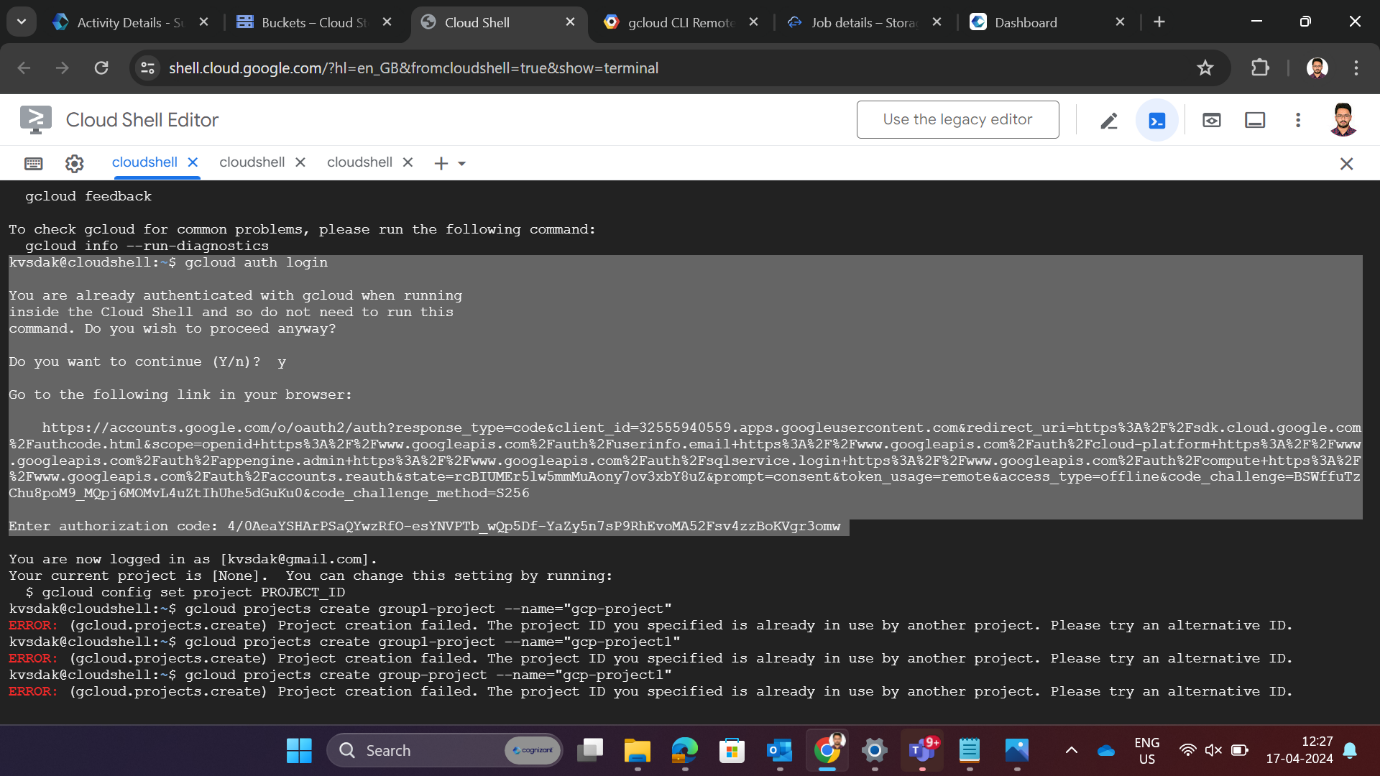 Activity Details – Su
Buckets – Cloud St
Cloud Shell
gcloud CLI Remote
Job details – Stora
Dashboard
shell.cloud.google.com/?hl=en_GB&fromcloudshell=true&show=terminal
Cloud Shell Editor
Use the legacy editor
cloudshell
cloudshell
cloudshell
gcloud feedback
To check gcloud for common problems, please run the following command:
gcloud info --run-diagnostics
kvsdak@cloudshell:~$ gcloud auth login
You are already authenticated with gcloud when running
inside the Cloud Shell and so do not need to run this
command. Do you wish to proceed anyway?
Do you want to continue (Y/n)?  y
Go to the following link in your browser:
https://accounts.google.com/o/oauth2/auth?response_type=code&client_id=32555940559.apps.googleusercontent.com&redirect_uri=https%3A%2F%2Fsdk.cloud.google.com
%2Fauthcode.html&scope=openid+https%3A%2F%2Fwww.googleapis.com%2Fauth%2Fuserinfo.email+https%3A%2F%2Fwww.googleapis.com%2Fauth%2Fcloud-platform+https%3A%2F%2Fwww
.googleapis.com%2Fauth%2Fappengine.admin+https%3A%2F%2Fwww.googleapis.com%2Fauth%2Fsqlservice.login+https%3A%2F%2Fwww.googleapis.com%2Fauth%2Fcompute+https%3A%2F
%2Fwww.googleapis.com%2Fauth%2Faccounts.reauth&state=rcBIUMEr5lw5mmMuAony7ov3xbY8uZ&prompt=consent&token_usage=remote&access_type=offline&code_challenge=BSWffuTz
Chu8poM9_MQpj6MOMvL4uZtIhUhe5dGuKu0&code_challenge_method=S256
Enter authorization code: 4/0AeaYSHArPSaQYwzRfO-esYNVPTb_wQp5Df-YaZy5n7sP9RhEvoMA52Fsv4zzBoKVgr3omw
You are now logged in as [kvsdak@gmail.com].
Your current project is [None].  You can change this setting by running:
$ gcloud config set project PROJECT_ID
kvsdak@cloudshell:~$ gcloud projects create group1-project --name="gcp-project"
ERROR: (gcloud.projects.create) Project creation failed. The project ID you specified is already in use by another project. Please try an alternative ID.
kvsdak@cloudshell:~$ gcloud projects create group1-project --name="gcp-project1"
ERROR: (gcloud.projects.create) Project creation failed. The project ID you specified is already in use by another project. Please try an alternative ID.
kvsdak@cloudshell:~$ gcloud projects create group-project --name="gcp-project1"
ERROR: (gcloud.projects.create) Project creation failed. The project ID you specified is already in use by another project. Please try an alternative ID.
Search
cognizant
9+
ENG
US
12:27
17-04-2024